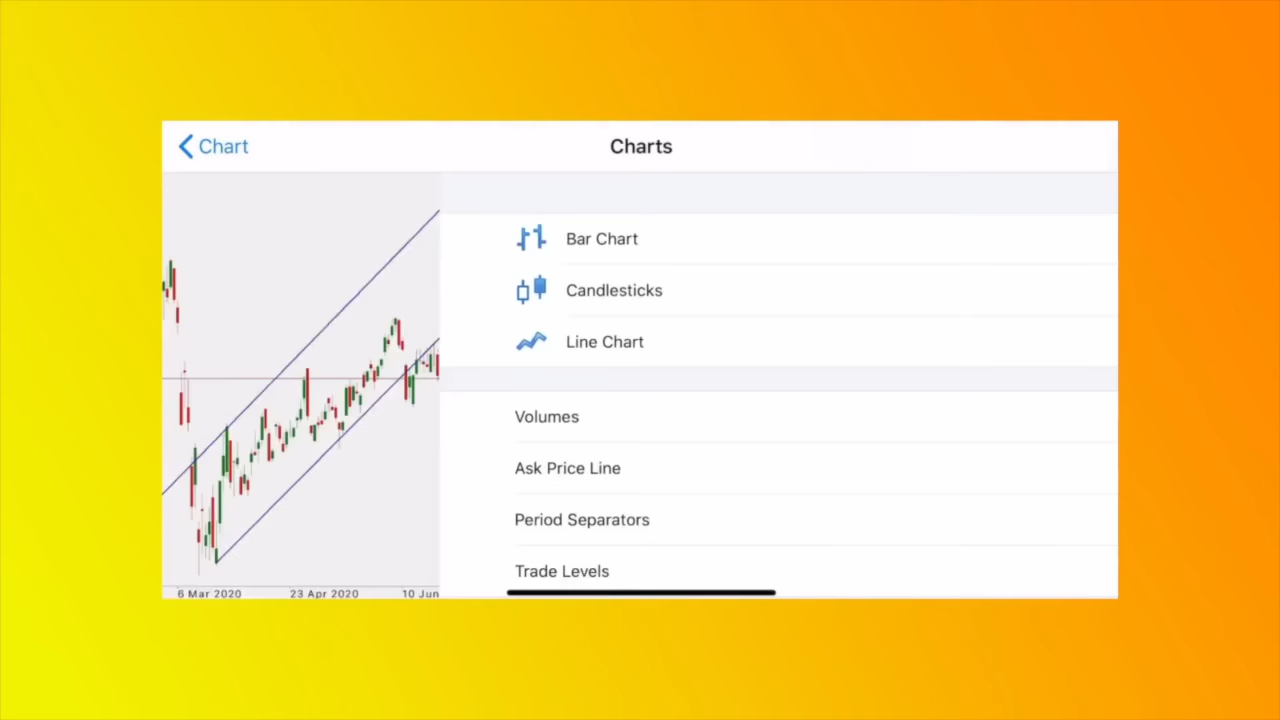 Chart
Charts
Bar Chart
Candlesticks
Line Chart
Volumes
Ask Price Line
Period Separators
Trade Levels
6 Mar 2020 23 Apr 2020 10 Jun